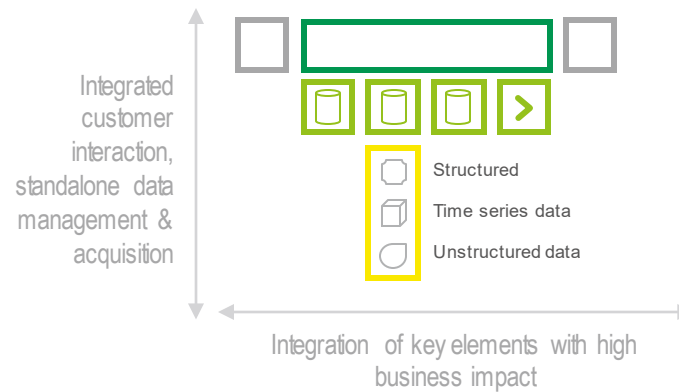 Integrated
customer
interaction,
standalone data
management &
acquisition
Structured
Time series data
Unstructured data
Integration of key elements with high
business impact